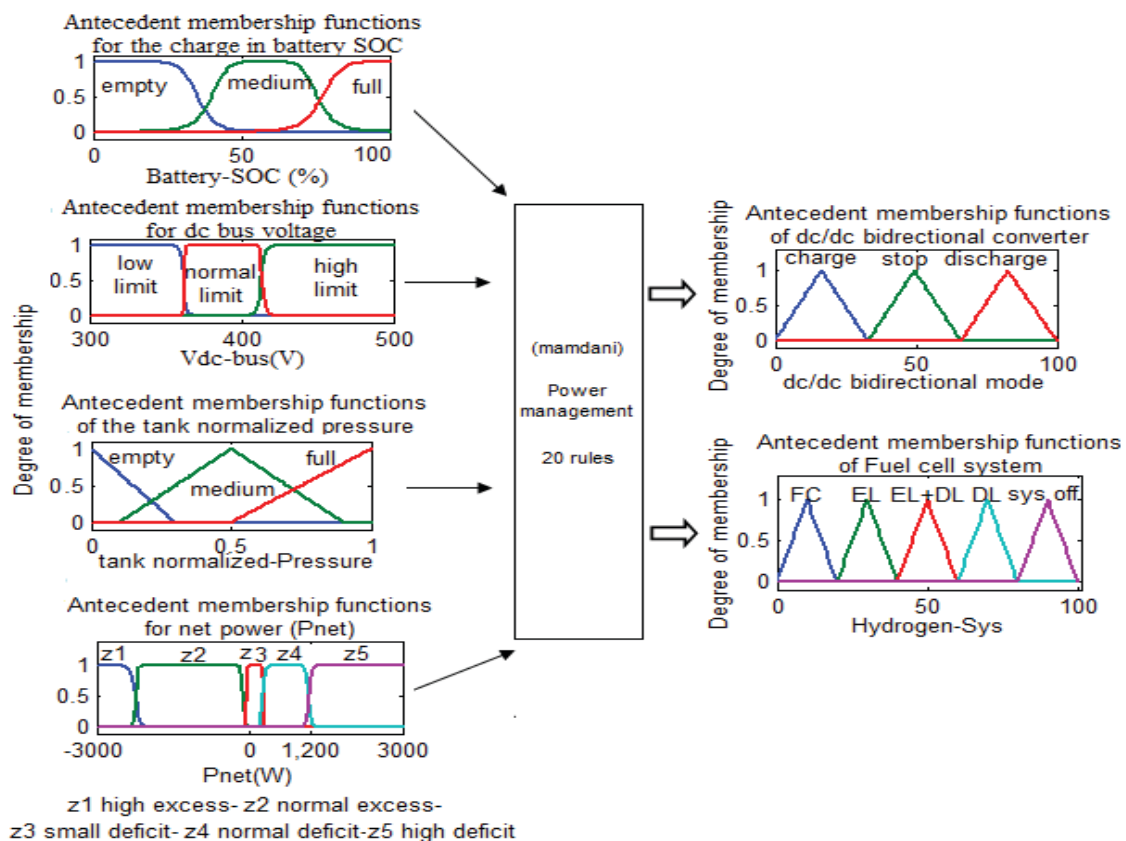 Antecedent membership functions
for the charge in battery SOC
1
0.5
0
empty
medium
full
0
50
100
Battery-SOC (%)
Antecedent membership functions
for dc bus voltage
1
0.5
0
low
limit
normal
limit
high
limit
300
400
500
Vdc-bus(V)
Degree of membership
Antecedent membership functions
of the tank normalized pressure
1
0.5
0
empty
medium
full
0
0.5
1
tank normalized-Pressure
Antecedent membership functions
for net power (Pnet)
z1
z2
z3
z4
z5
1
0.5
0
-3000
0
1,200
3000
Pnet(W)
z1 high excess- z2 normal excess-
z3 small deficit- z4 normal deficit-z5 high deficit
(mamdani)
Power
management
20 rules
Antecedent membership functions
of dc/dc bidrectional converter
charge
stop
discharge
Degree of membership
1
0.5
0
0
50
100
dc/dc bidirectional mode
Antecedent membership functions
of Fuel cell system
FC
EL
EL+DL
DL
sys off
Degree of membership
1
0.5
0
0
50
100
Hydrogen-Sys